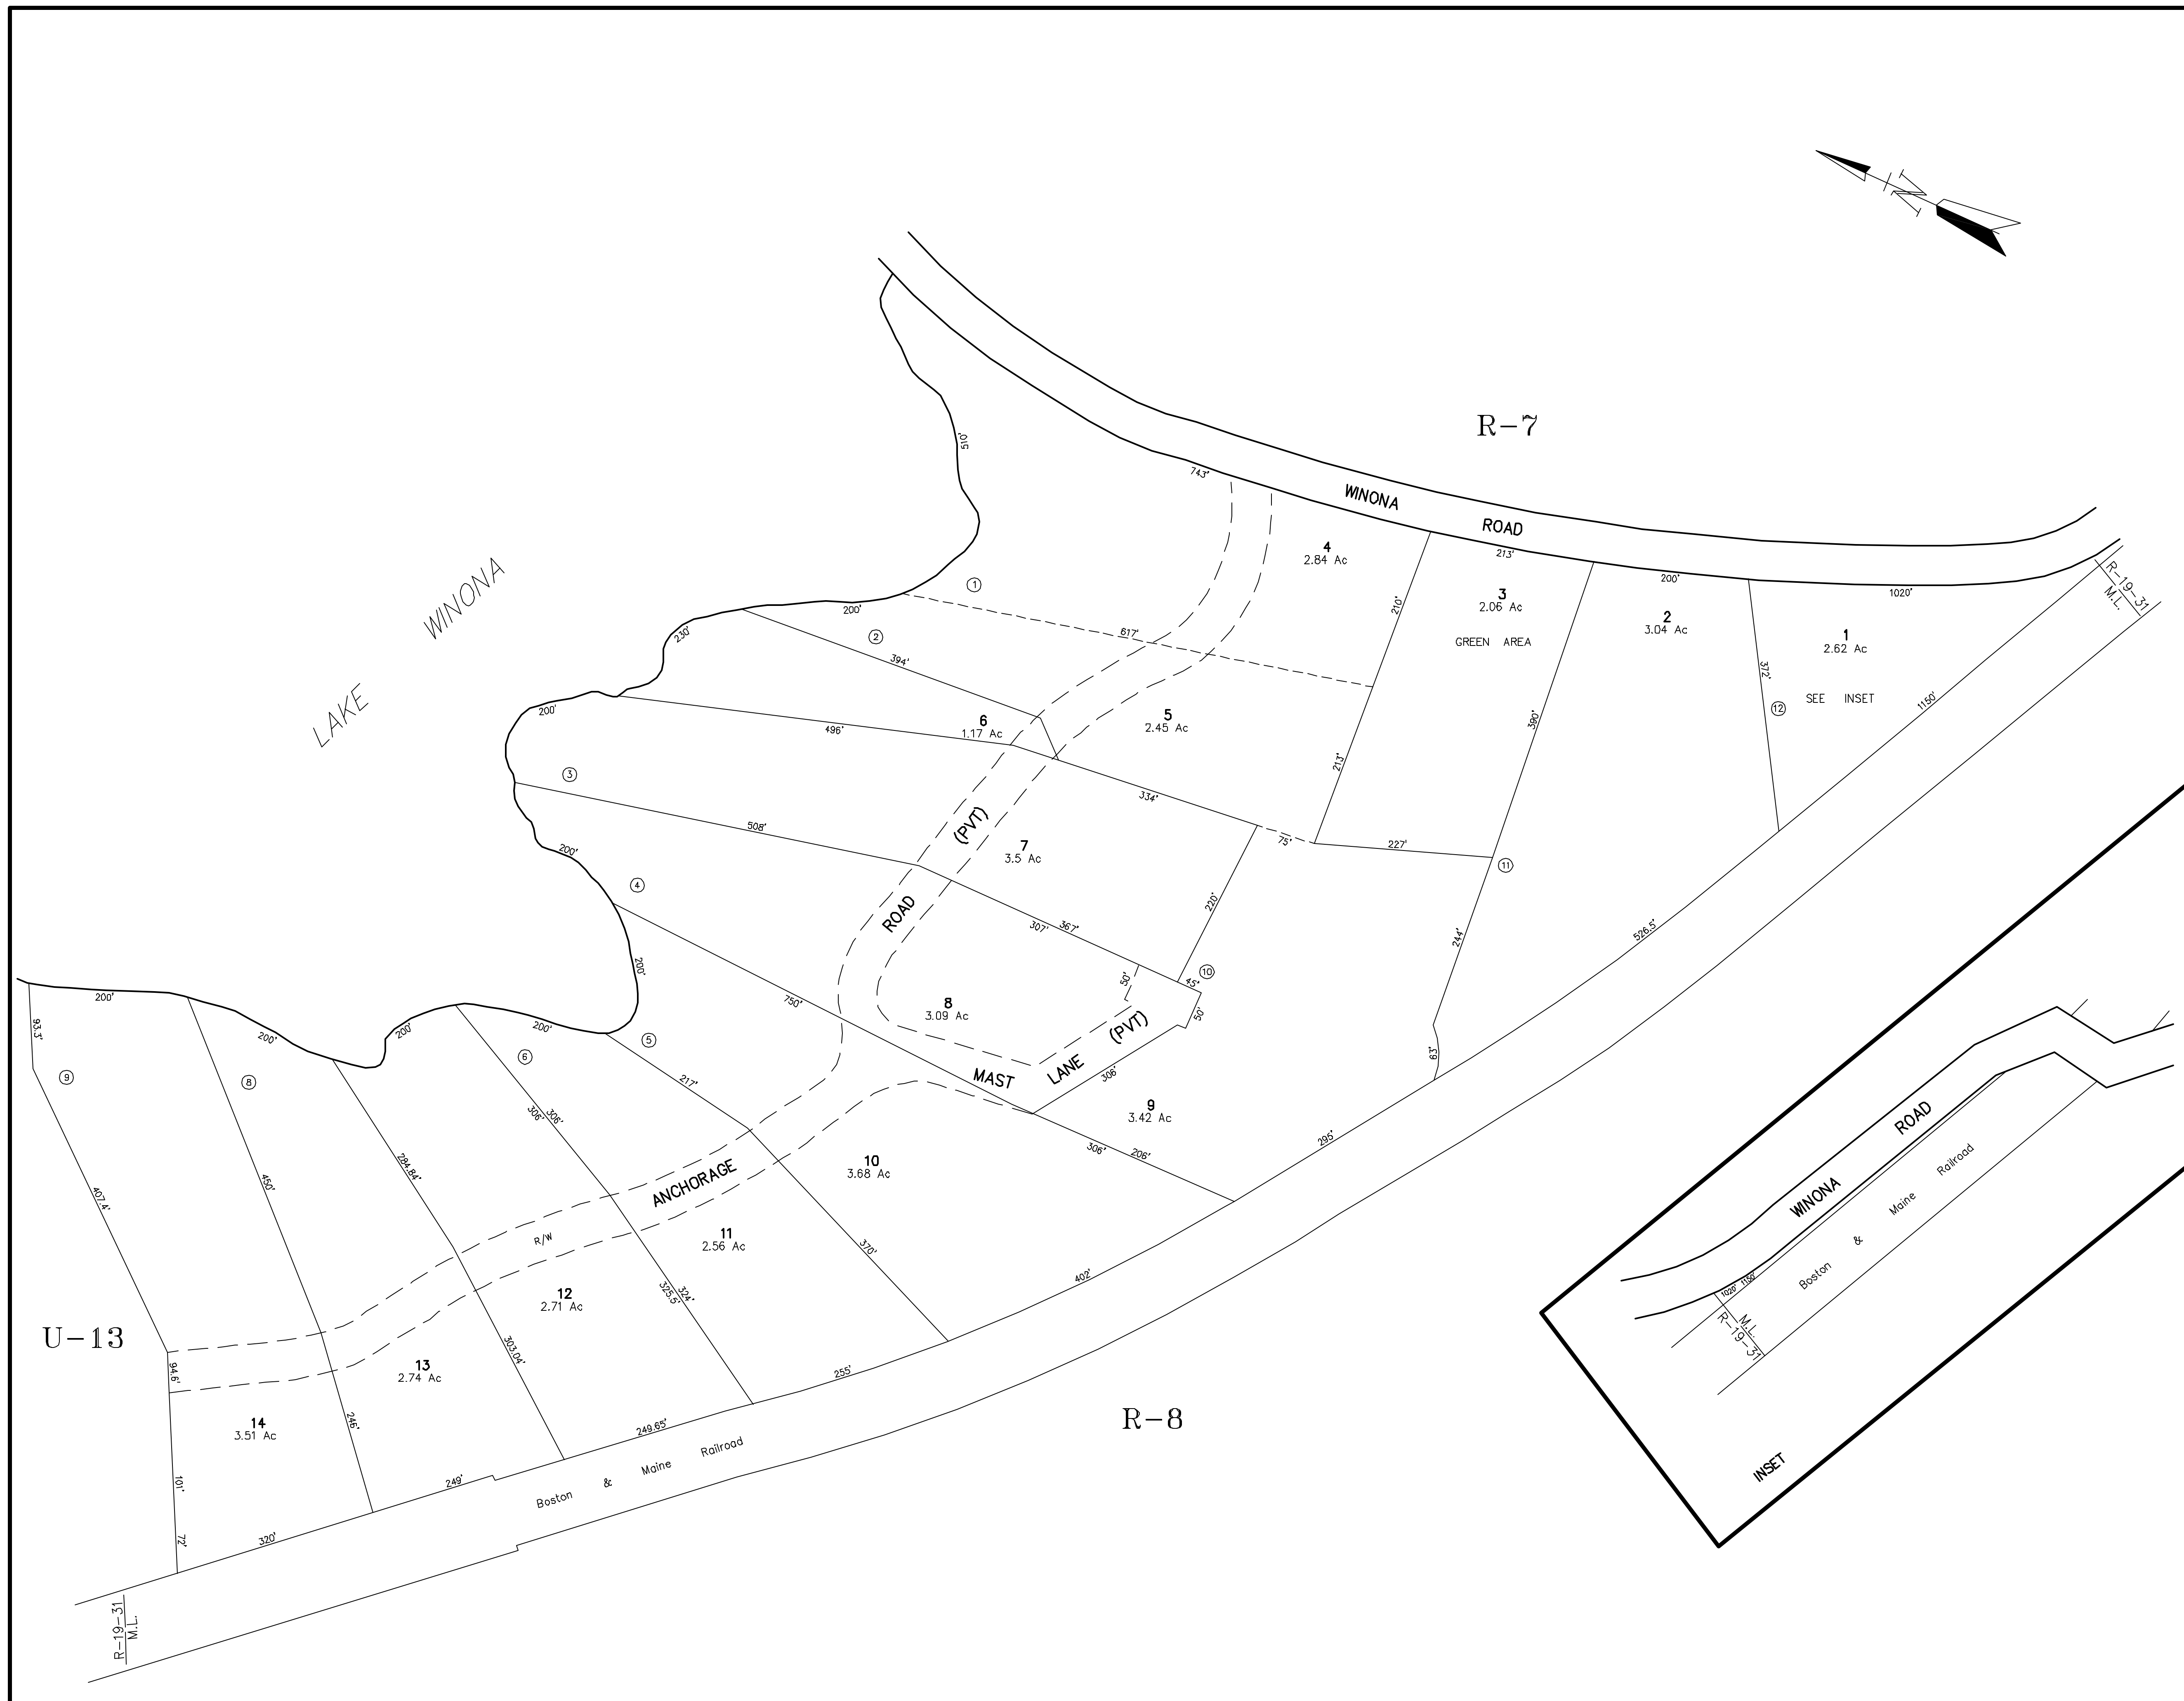 N
R-7
WINONA ROAD
LAKE WINONA
510'
743'
213'
200'
1020'
R-19-31
M.L.
4
2.84 Ac
3
2.06 Ac
GREEN AREA
2
3.04 Ac
1
2.62 Ac
SEE INSET
1
617'
210'
372'
12
1150'
200'
2
394'
230'
6
1.17 Ac
5
2.45 Ac
390'
213'
200'
496'
3
334'
75'
227'
11
508'
7
3.5 Ac
ROAD (PVT)
200'
4
307'
367'
220'
244'
526.5'
10
45'
50'
50'
63'
200'
750'
8
3.09 Ac
MAST LANE (PVT)
306'
9
3.42 Ac
306'
206'
295'
200'
200'
200'
200'
93.3'
9
8
6
5
217'
306'
306'
284.84'
450'
407.4'
ANCHORAGE
R/W
10
3.68 Ac
11
2.56 Ac
370'
402'
324'
325.5'
12
2.71 Ac
303.04'
13
2.74 Ac
U-13
94.6'
14
3.51 Ac
246'
101'
72'
320'
249'
249.65'
255'
Boston & Maine Railroad
R-8
R-19-31
M.L.
WINONA ROAD
Boston & Maine Railroad
1020'
1150'
M.L.
R-19-31
INSET